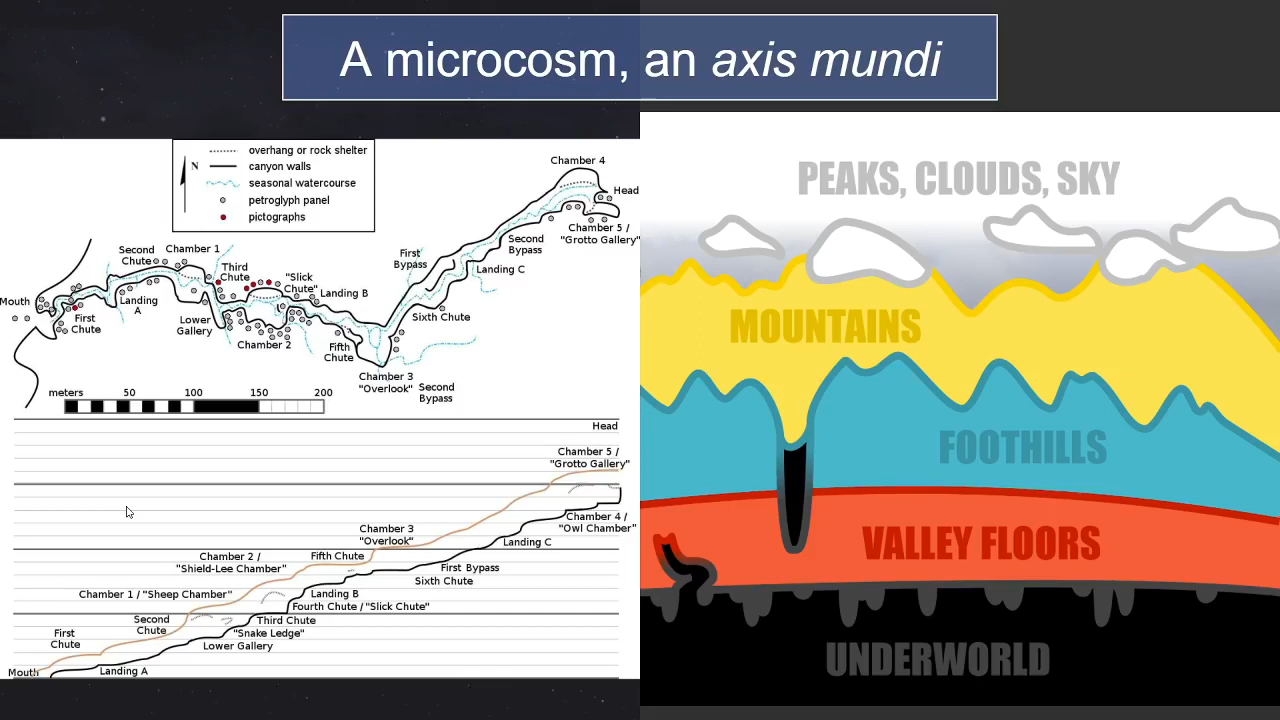 A microcosm, an axis mundi
overhang or rock shelter
N
canyon walls
seasonal watercourse
petroglyph panel
pictographs
Chamber 4
Head
Chamber 5 /
"Grotto Gallery"
Second
Bypass
First
Bypass
Landing C
Second
Chute
Chamber 1
Third
Chute
"Slick
Chute"
Landing B
Mouth
Landing
A
First
Chute
Lower
Gallery
Chamber 2
Fifth
Chute
Sixth Chute
Chamber 3
"Overlook"
Second
Bypass
meters
50
100
150
200
Head
Chamber 5 /
"Grotto Gallery"
Chamber 4 /
"Owl Chamber"
Chamber 3
"Overlook"
Landing C
Chamber 2 /
"Shield-Lee Chamber"
Fifth Chute
First Bypass
Sixth Chute
Chamber 1 / "Sheep Chamber"
Landing B
Fourth Chute / "Slick Chute"
Second
Chute
Third Chute
First
Chute
"Snake Ledge"
Lower Gallery
Mouth
Landing A
PEAKS, CLOUDS, SKY
MOUNTAINS
FOOTHILLS
VALLEY FLOORS
UNDERWORLD